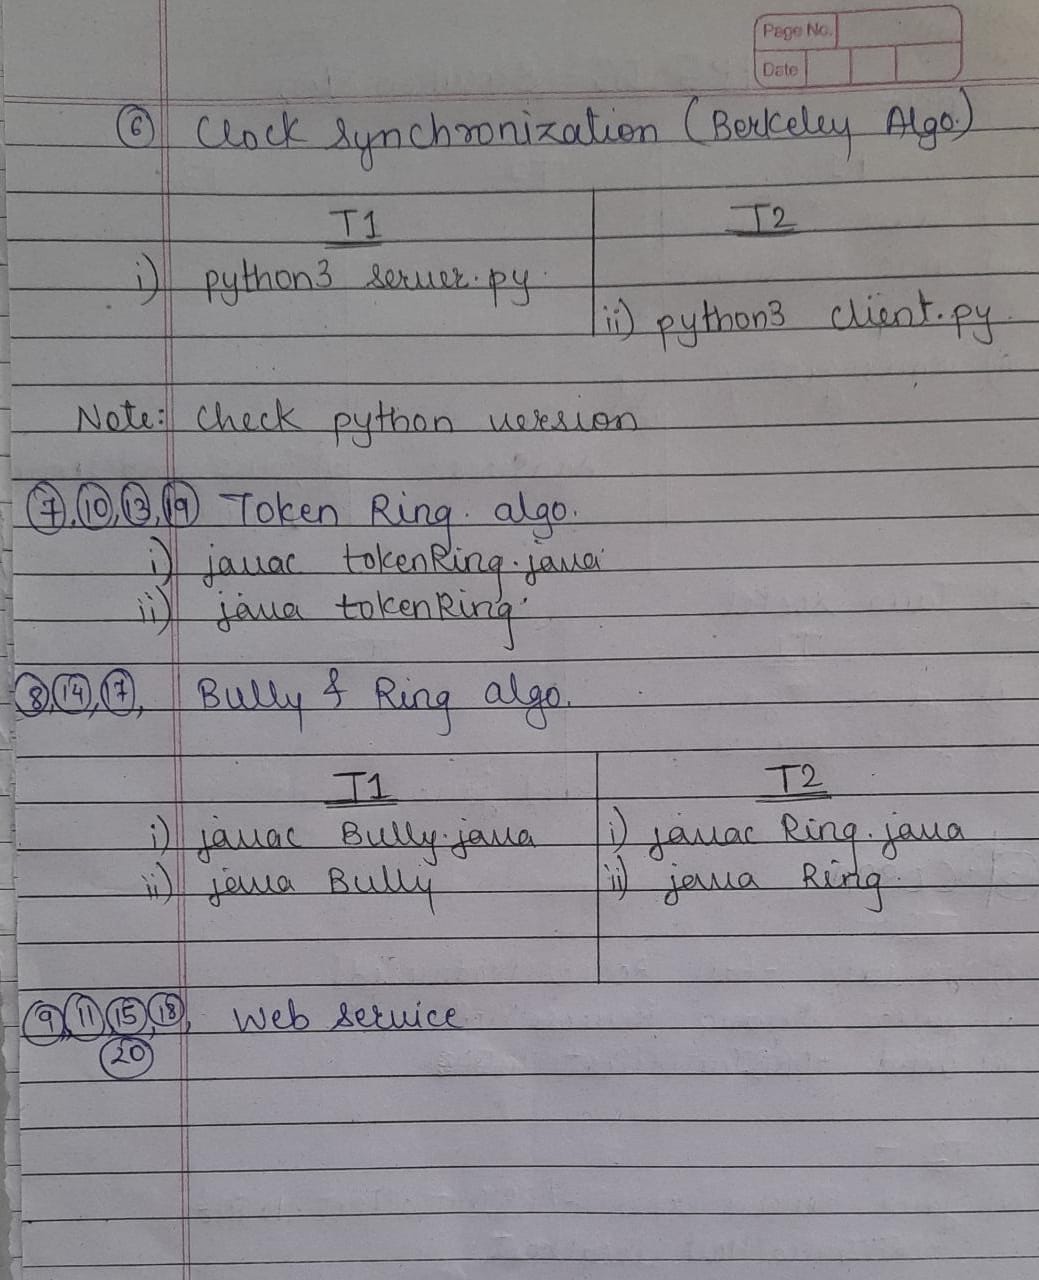 Page No.
Date
⑥ Clock Synchronization (Berkeley Algo.)
T1 T2
i) python3 server.py
ii) python3 client.py
Note: Check python version
⑦,⑩,⑬,⑲ Token Ring algo.
i) javac tokenRing.java
ii) java tokenRing
⑧,⑭,⑰, Bully & Ring algo.
T1 T2
i) javac Bully.java i) javac Ring.java
ii) java Bully ii) java Ring
⑨,⑪,⑮,⑱, Web service
⑳